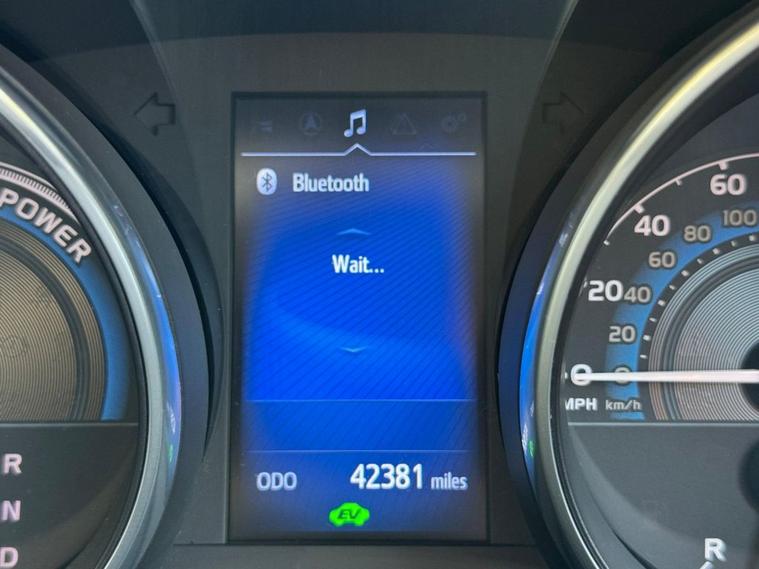 Bluetooth
Wait...
ODO 42381 miles
EV
POWER
R
N
D
60
40
20
0
100
80
60
40
20
0
MPH km/h
R